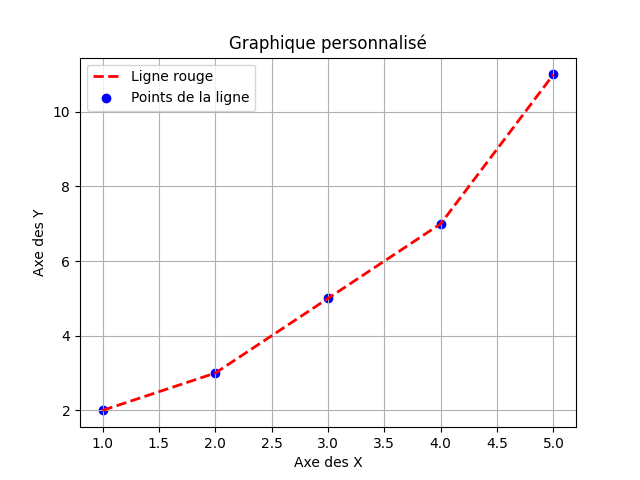 Graphique personnalisé
Ligne rouge
Points de la ligne
Axe des Y
10
8
6
4
2
1.0 1.5 2.0 2.5 3.0 3.5 4.0 4.5 5.0
Axe des X